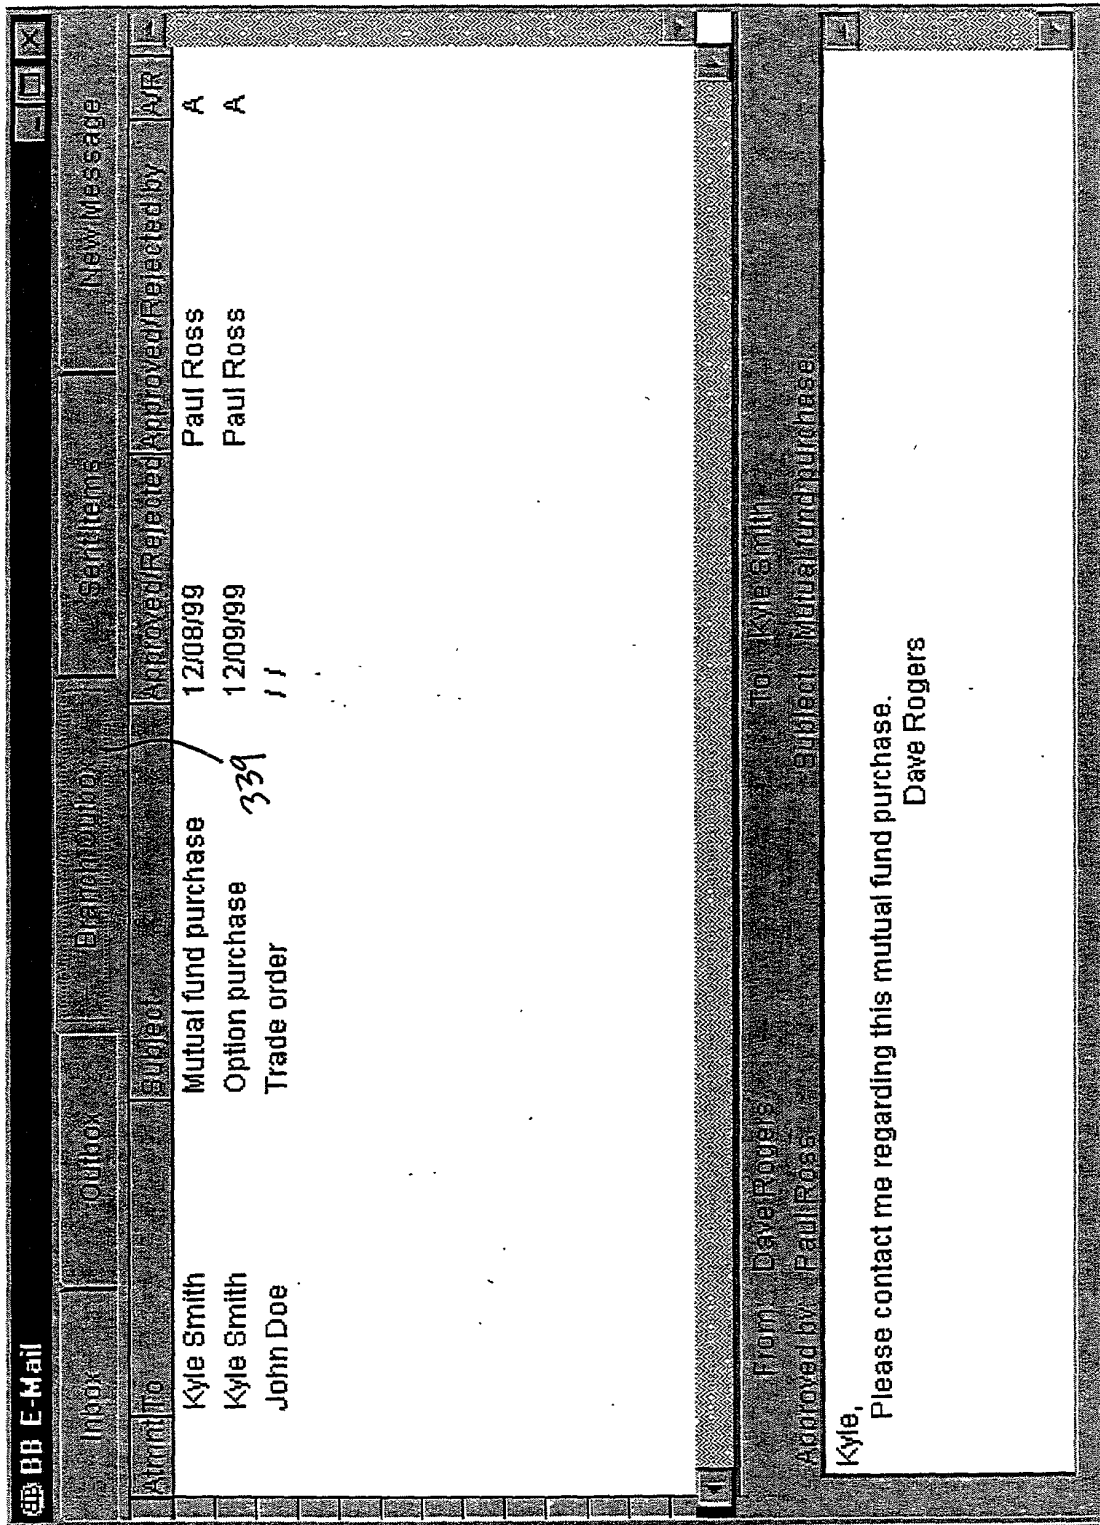 BB E-Mail
Inbox Outbox Branch Outbox Sent Items New Message
Atmnt To Subject Approved/Rejected Approved/Rejected by A/R
Kyle Smith Mutual fund purchase 12/08/99 Paul Ross A
Kyle Smith Option purchase 12/09/99 Paul Ross A
John Doe Trade order / /
339
From Dave Rogers To Kyle Smith
Approved by Paul Ross Subject Mutual fund purchase
Kyle,
Please contact me regarding this mutual fund purchase.
Dave Rogers